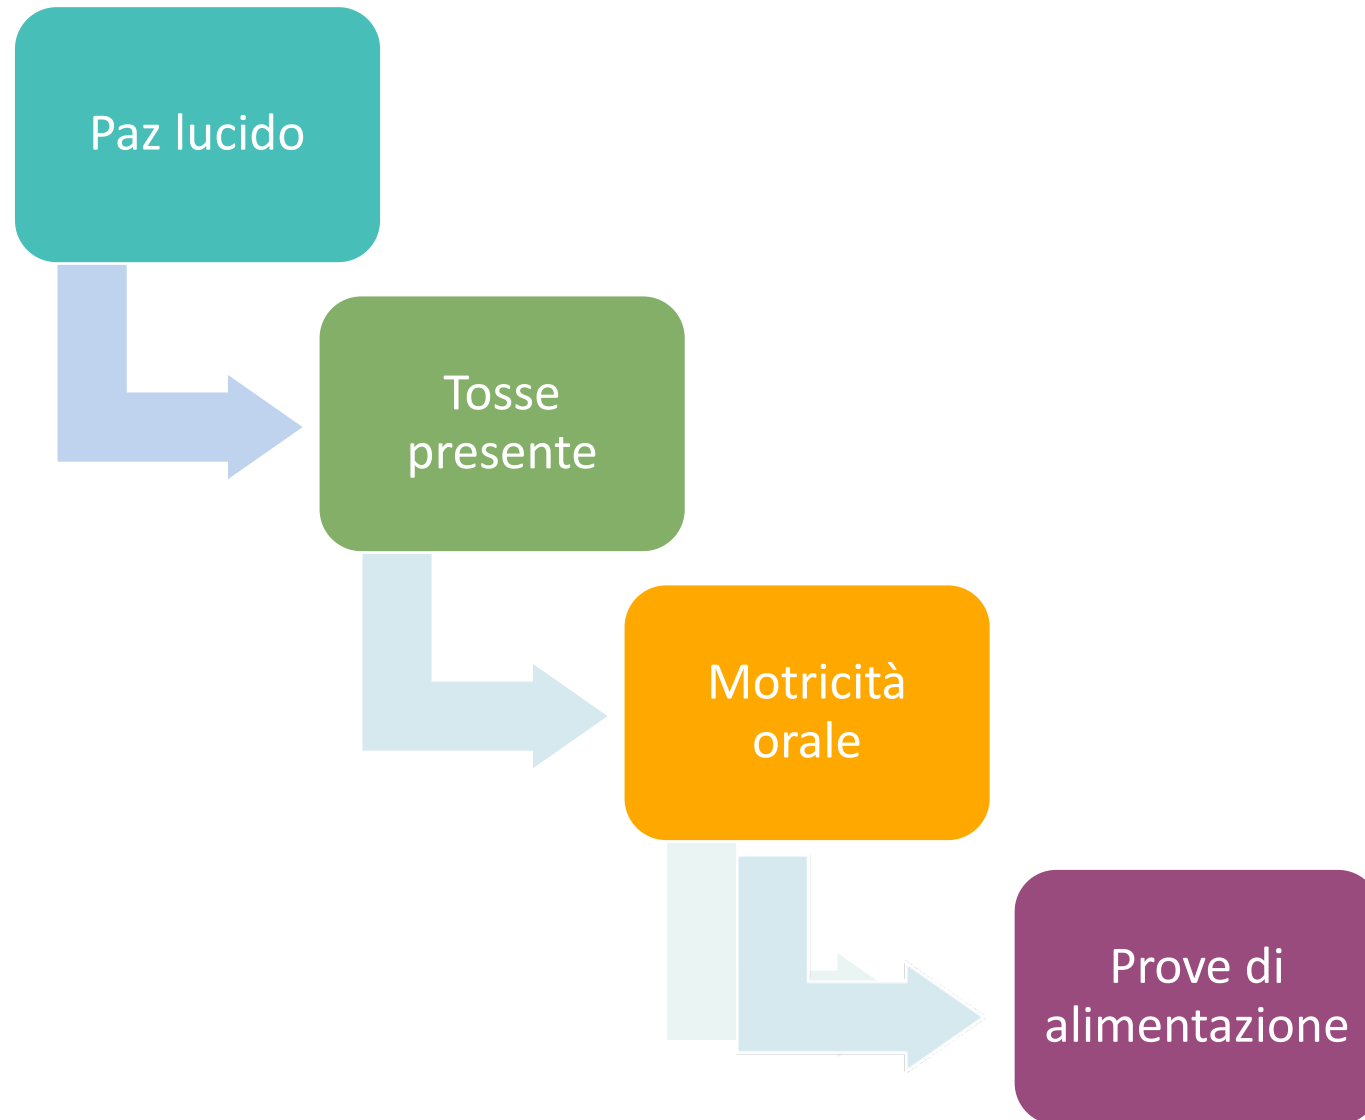 Paz lucido
Tosse
presente
Motricità
orale
Prove di
alimentazione